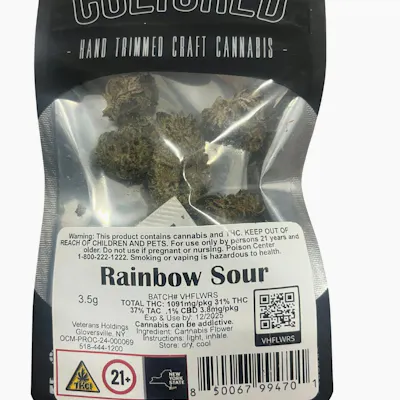 CULTURED
- HAND TRIMMED CRAFT CANNABIS -
Warning: This product contains cannabis and THC. KEEP OUT OF
REACH OF CHILDREN AND PETS. For use only by persons 21 years and
older. Do not use if pregnant or nursing. Poison Center
1-800-222-1222. Smoking or vaping is hazardous to health.
Rainbow Sour
3.5g
BATCH# VHFLWRS
TOTAL THC: 1091mg/pkg 31% THC
37% TAC .1% CBD 3.8mg/pkg
Exp & Use by: 12/2025
Cannabis can be addictive.
Ingredient: Cannabis Flower
Instructions: light, inhale.
Store: dry, cool
Veterans Holdings
Gloversville, NY
OCM-PROC-24-000069
518-444-1200
VHFLWRS
THC
21+
NEW
YORK
STATE
8 50067 99470 1